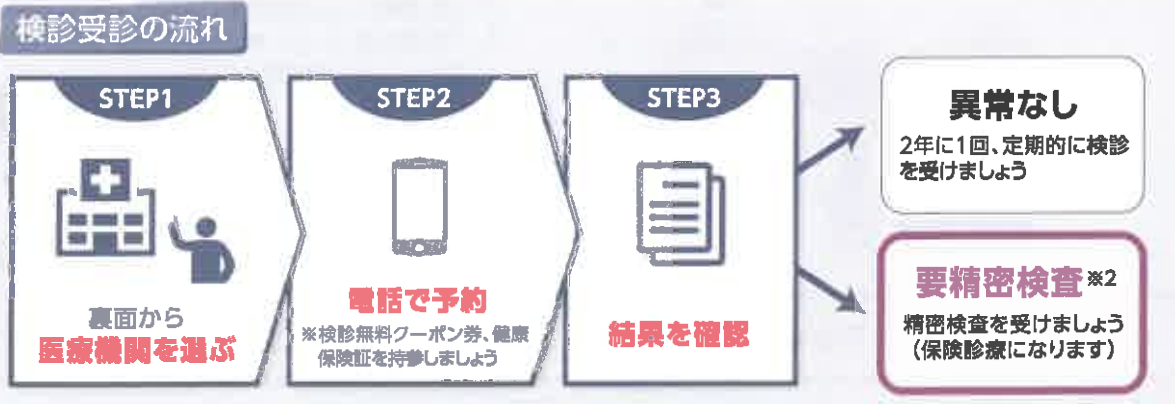 検診受診の流れ
STEP1
裏面から
医療機関を選ぶ
STEP2
電話で予約
※検診無料クーポン券、健康
保険証を持参しましょう
STEP3
結果を確認
異常なし
2年に1回、定期的に検診
を受けましょう
要精密検査※2
精密検査を受けましょう
（保険診療になります）